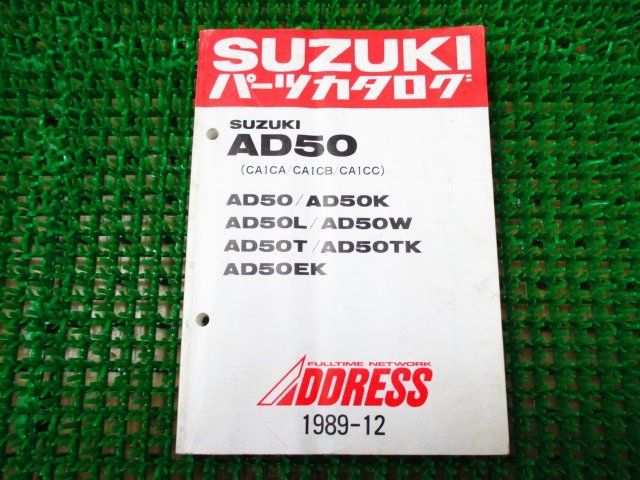 SUZUKI
パーツカタログ
SUZUKI
AD50
(CA1CA/CA1CB/CA1CC)
AD50/AD50K
AD50L/AD50W
AD50T/AD50TK
AD50EK
FULLTIME NETWORK
ADDRESS
1989-12